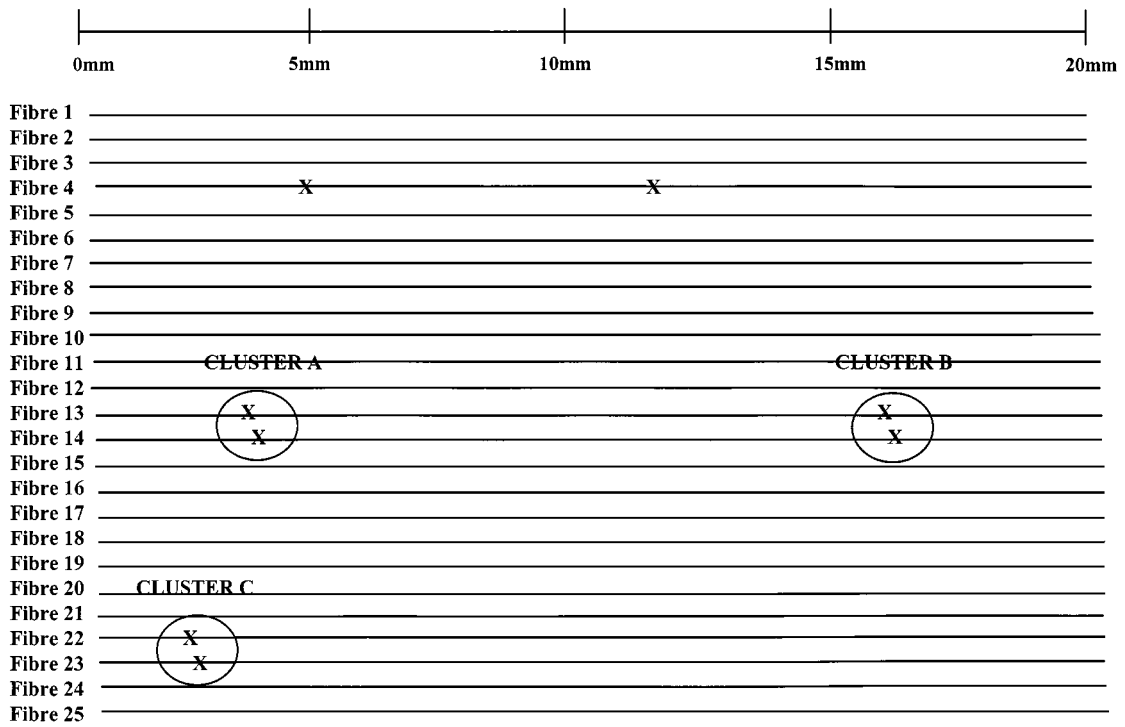 0mm 5mm 10mm 15mm 20mm
Fibre 1
Fibre 2
Fibre 3
Fibre 4 X X
Fibre 5
Fibre 6
Fibre 7
Fibre 8
Fibre 9
Fibre 10
Fibre 11 CLUSTER A CLUSTER B
Fibre 12
Fibre 13 X X
Fibre 14 X X
Fibre 15
Fibre 16
Fibre 17
Fibre 18
Fibre 19
Fibre 20 CLUSTER C
Fibre 21
Fibre 22 X
Fibre 23 X
Fibre 24
Fibre 25